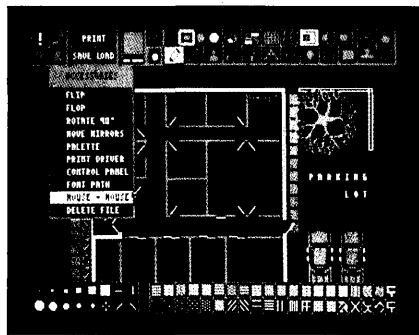 PRINT
SAVE LOAD
FLIP
FLOP
ROTATE 90°
MOVE MIRRORS
PALETTE
PRINT DRIVER
CONTROL PANEL
FONT PATH
MOUSE - MOUSE
DELETE FILE
PARKING
LOT